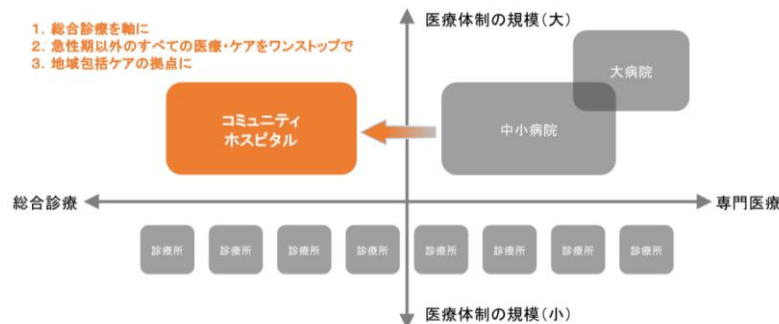 医療体制の規模（大）
1. 総合診療を軸に
2. 急性期以外のすべての医療・ケアをワンストップで
3. 地域包括ケアの拠点に
大病院
コミュニティ
ホスピタル
中小病院
総合診療
専門医療
診療所
診療所
診療所
診療所
診療所
診療所
診療所
診療所
医療体制の規模（小）